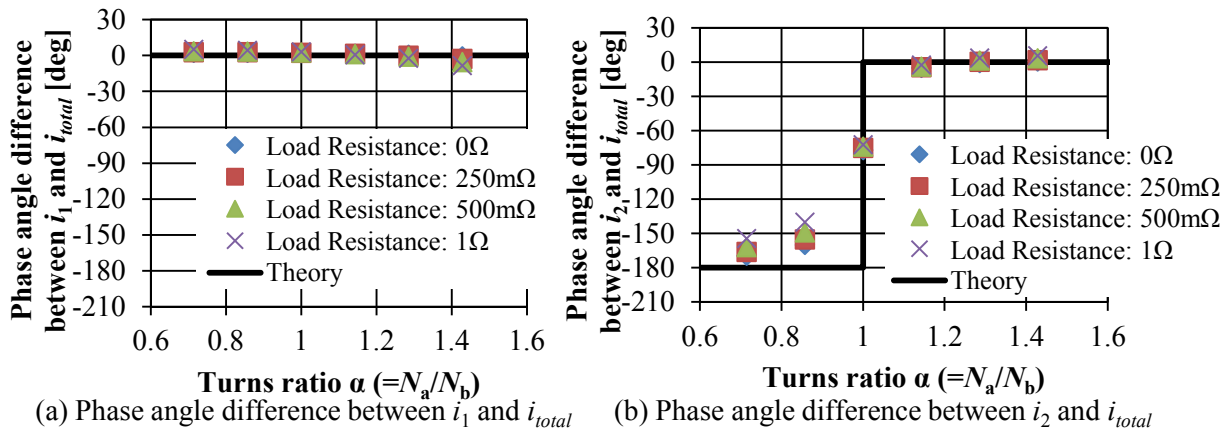 Phase angle difference
between i1 and itotal [deg]
30
0
-30
-60
-90
-120
-150
-180
-210
Load Resistance: 0Ω
Load Resistance: 250mΩ
Load Resistance: 500mΩ
Load Resistance: 1Ω
Theory
0.6 0.8 1 1.2 1.4 1.6
Turns ratio α (=Na/Nb)
(a) Phase angle difference between i1 and itotal
Phase angle difference
between i2 and itotal [deg]
30
0
-30
-60
-90
-120
-150
-180
-210
Load Resistance: 0Ω
Load Resistance: 250mΩ
Load Resistance: 500mΩ
Load Resistance: 1Ω
Theory
0.6 0.8 1 1.2 1.4 1.6
Turns ratio α (=Na/Nb)
(b) Phase angle difference between i2 and itotal